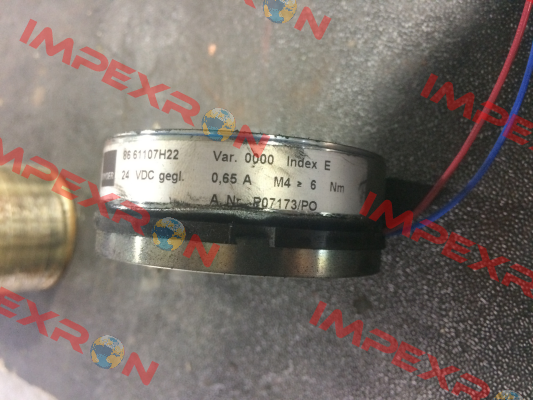 IMPEXRON
86 61107H22 Var. 0000 Index E
24 VDC gegl. 0,65 A M4 ≥ 6 Nm
A.Nr. R07173/PO
IMPEXRON
IMPEXRON
IMPEXRON
IMPEXRON